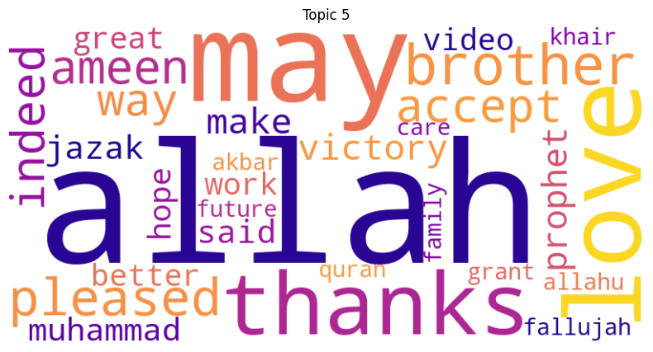 Topic 5
great
may
video
khair
indeed
ameen
brother
way
accept
love
make
care
jazak
allah
victory
prophet
akbar
hope
work
future
said
family
better
quran
grant
allahu
pleased
thanks
muhammad
fallujah